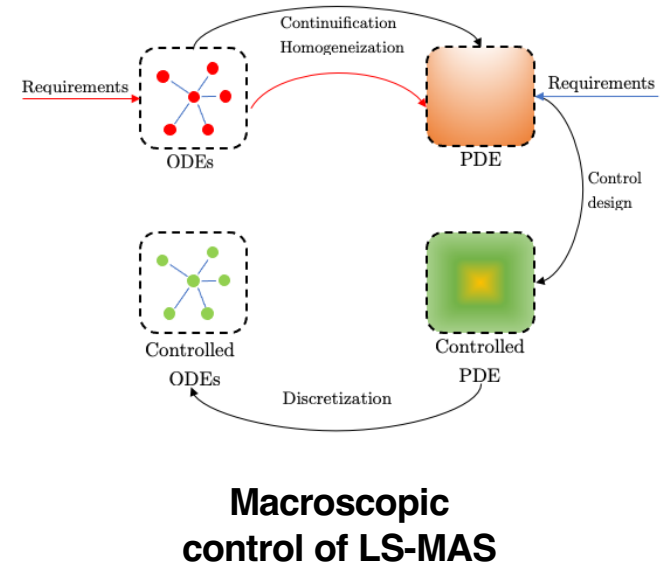 Continuification
Homogeneization
Requirements
Requirements
ODEs
PDE
Control
design
Controlled
ODEs
Controlled
PDE
Discretization
Macroscopic
control of LS-MAS